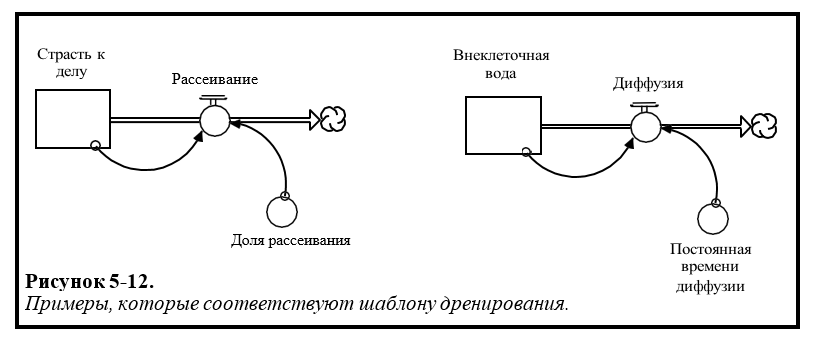 Страсть к
делу
Рассеивание
Доля рассеивания
Внеклеточная
вода
Диффузия
Постоянная
времени
диффузии
Рисунок 5-12.
Примеры, которые соответствуют шаблону дренирования.